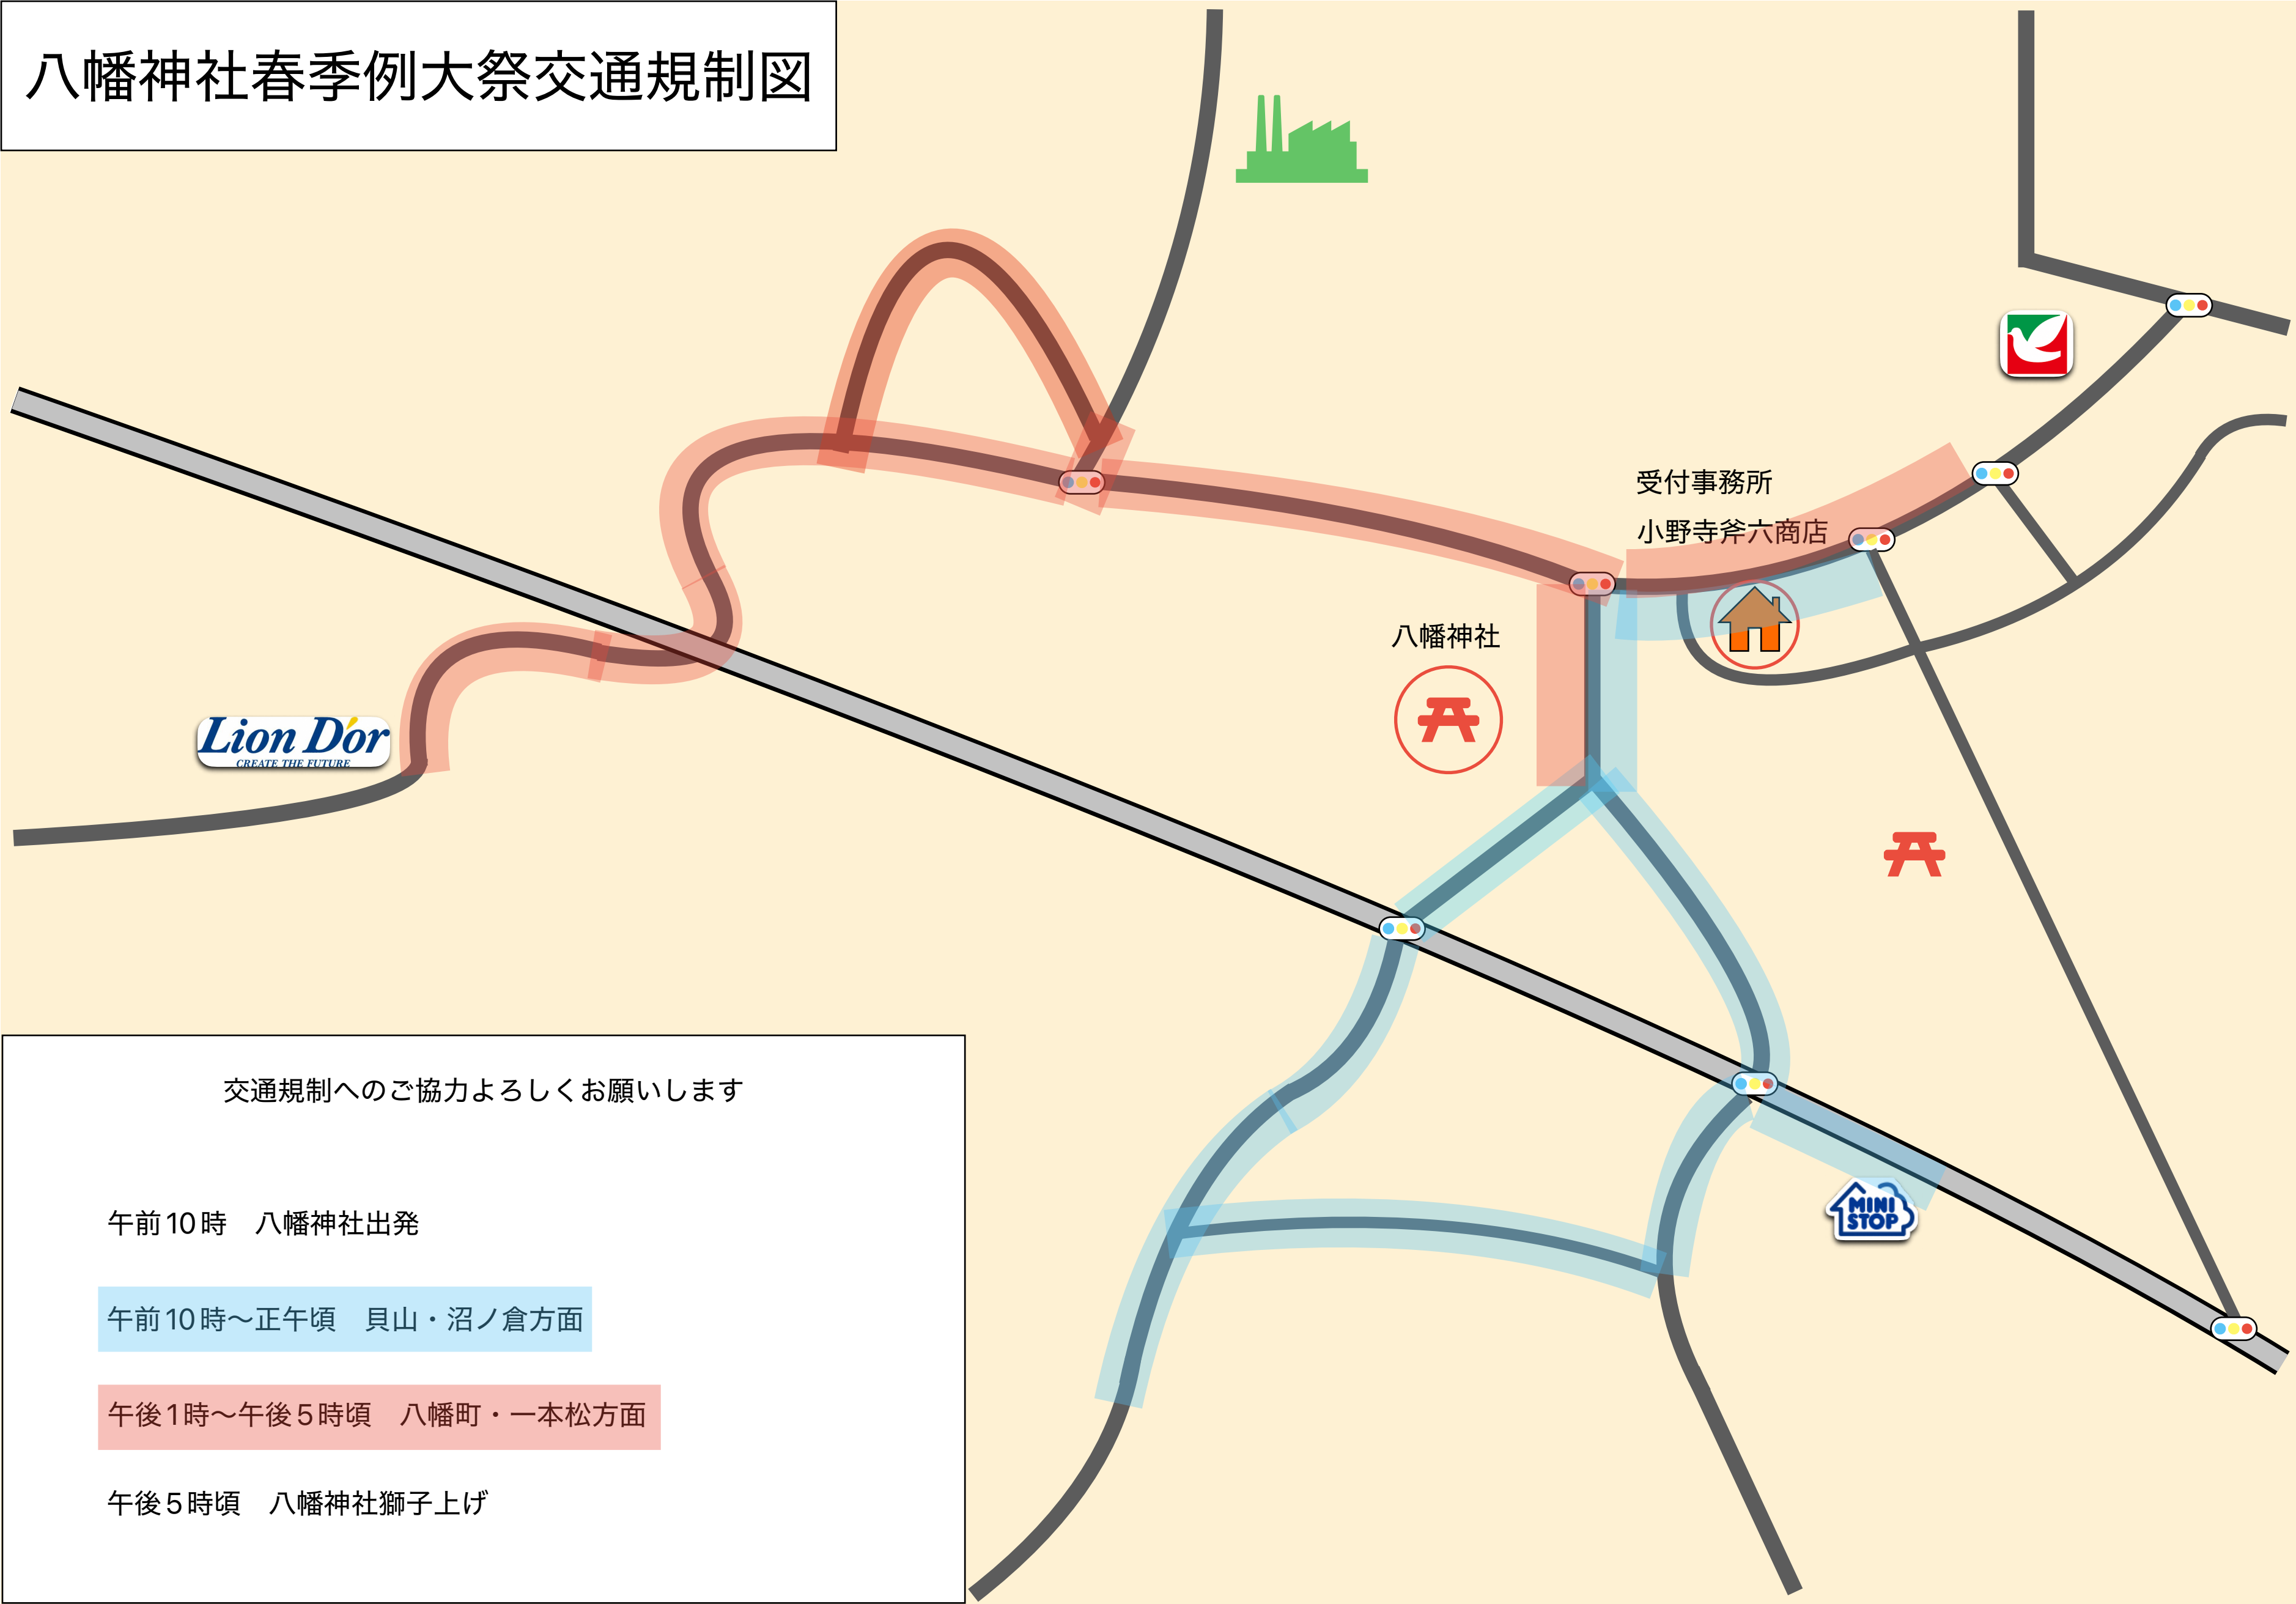 八幡神社春季例大祭交通規制図
受付事務所
小野寺斧六商店
八幡神社
Lion D'or
CREATE THE FUTURE
MINI
STOP
交通規制へのご協力よろしくお願いします
午前10時　八幡神社出発
午前10時〜正午頃　貝山・沼ノ倉方面
午後1時〜午後5時頃　八幡町・一本松方面
午後5時頃　八幡神社獅子上げ